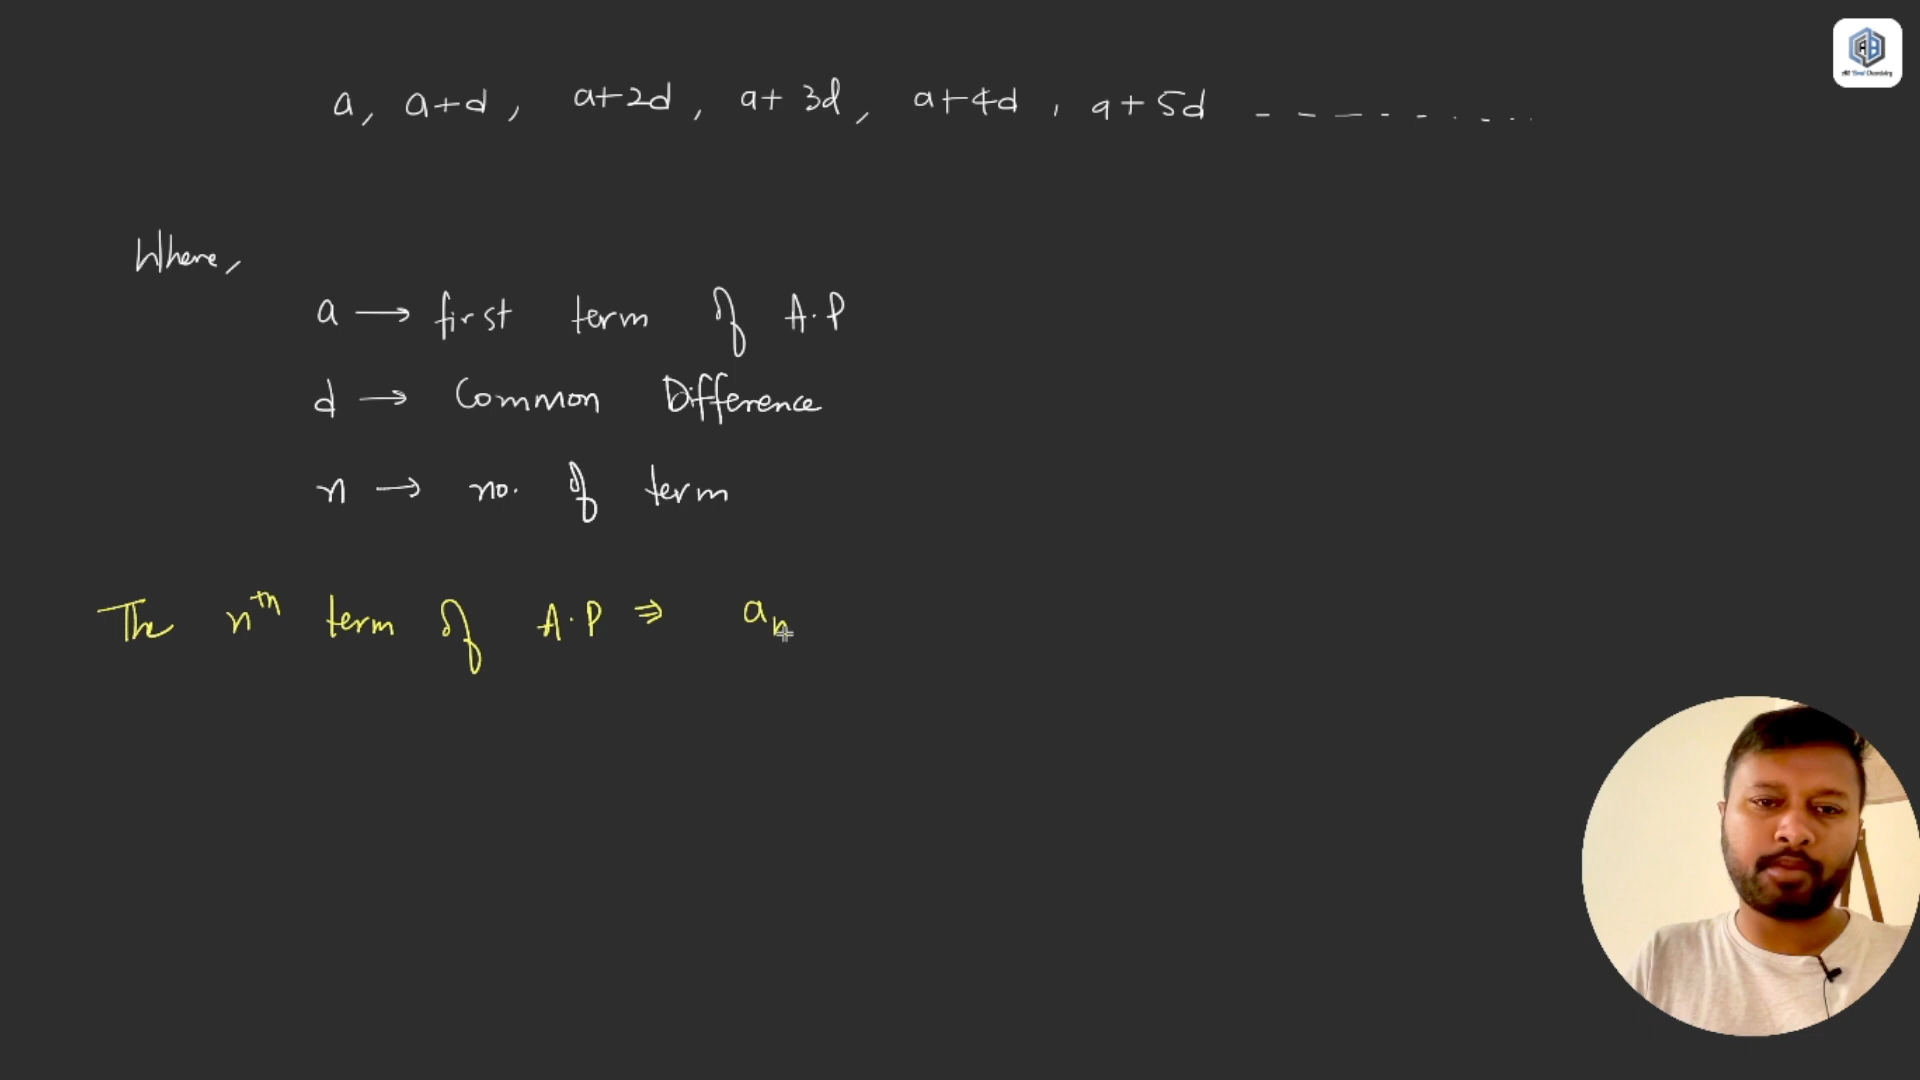 a, a+d, a+2d, a+3d, a+4d, a+5d - - - - - . . . .
Where,
a → first term of A.P
d → Common Difference
n → no. of term
The nth term of A.P ⇒ an